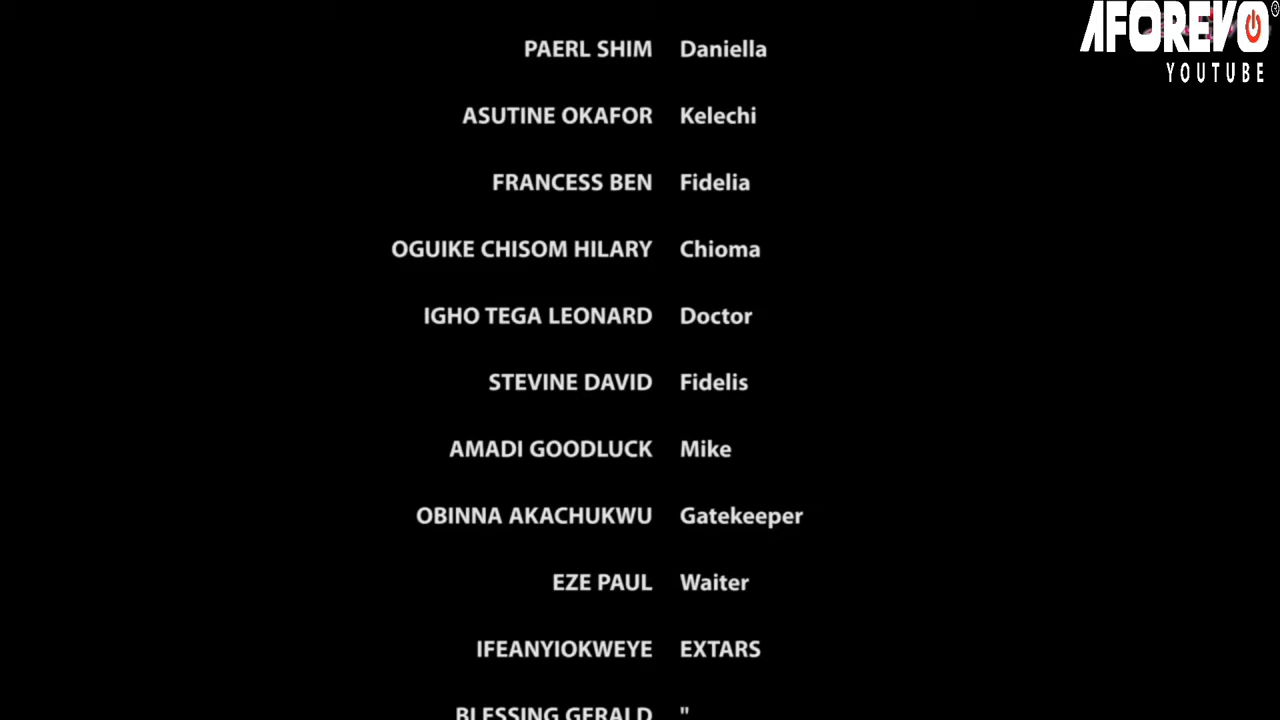 AFOREVO®
YOUTUBE
PAERL SHIM Daniella
ASUTINE OKAFOR Kelechi
FRANCESS BEN Fidelia
OGUIKE CHISOM HILARY Chioma
IGHO TEGA LEONARD Doctor
STEVINE DAVID Fidelis
AMADI GOODLUCK Mike
OBINNA AKACHUKWU Gatekeeper
EZE PAUL Waiter
IFEANYIOKWEYE EXTARS
BLESSING GERALD "